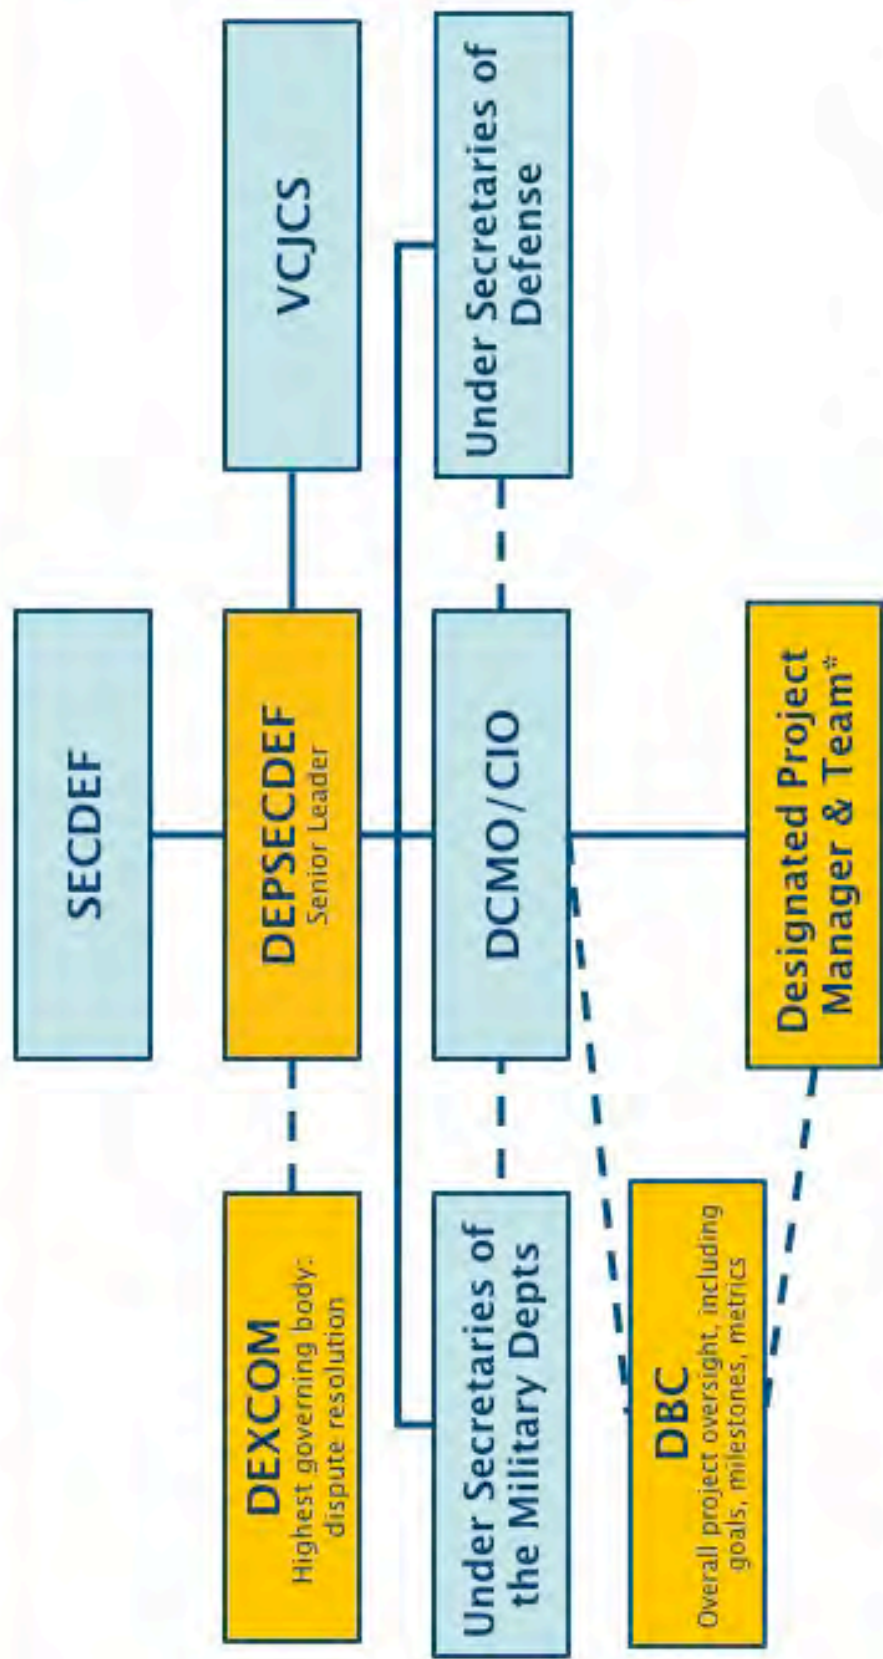 SECDEF
DEXCOM
Highest governing body:
dispute resolution
DEPSECDEF
Senior Leader
VCJCS
Under Secretaries of
the Military Depts
DCMO/CIO
Under Secretaries of
Defense
DBC
Overall project oversight, including
goals, milestones, metrics
Designated Project
Manager & Team*